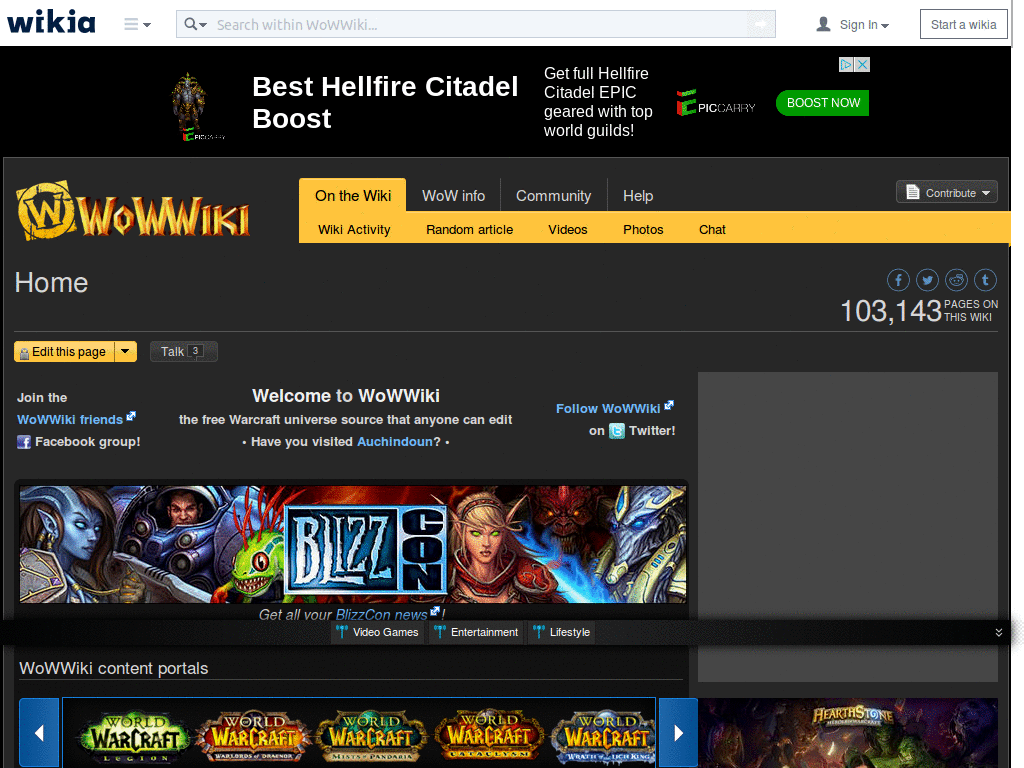 wikia
Search within WoWWiki...
Sign In
Start a wikia
Best Hellfire Citadel
Boost
Get full Hellfire
Citadel EPIC
geared with top
world guilds!
EPICCARRY
EPICCARRY
BOOST NOW
WoWWiki
On the Wiki
WoW info
Community
Help
Contribute
Wiki Activity
Random article
Videos
Photos
Chat
Home
103,143 PAGES ON
THIS WIKI
Edit this page
Talk 3
Join the
WoWWiki friends
Facebook group!
Welcome to WoWWiki
the free Warcraft universe source that anyone can edit
• Have you visited Auchindoun? •
Follow WoWWiki
on Twitter!
BLIZZCON
Get all your BlizzCon news!
Video Games
Entertainment
Lifestyle
WoWWiki content portals
WORLD WARCRAFT LEGION
WORLD WARCRAFT WARLORDS OF DRAENOR
WORLD WARCRAFT MISTS OF PANDARIA
WORLD WARCRAFT CATACLYSM
WORLD WARCRAFT WRATH OF THE LICH KING
HEARTHSTONE
HEROES OF WARCRAFT